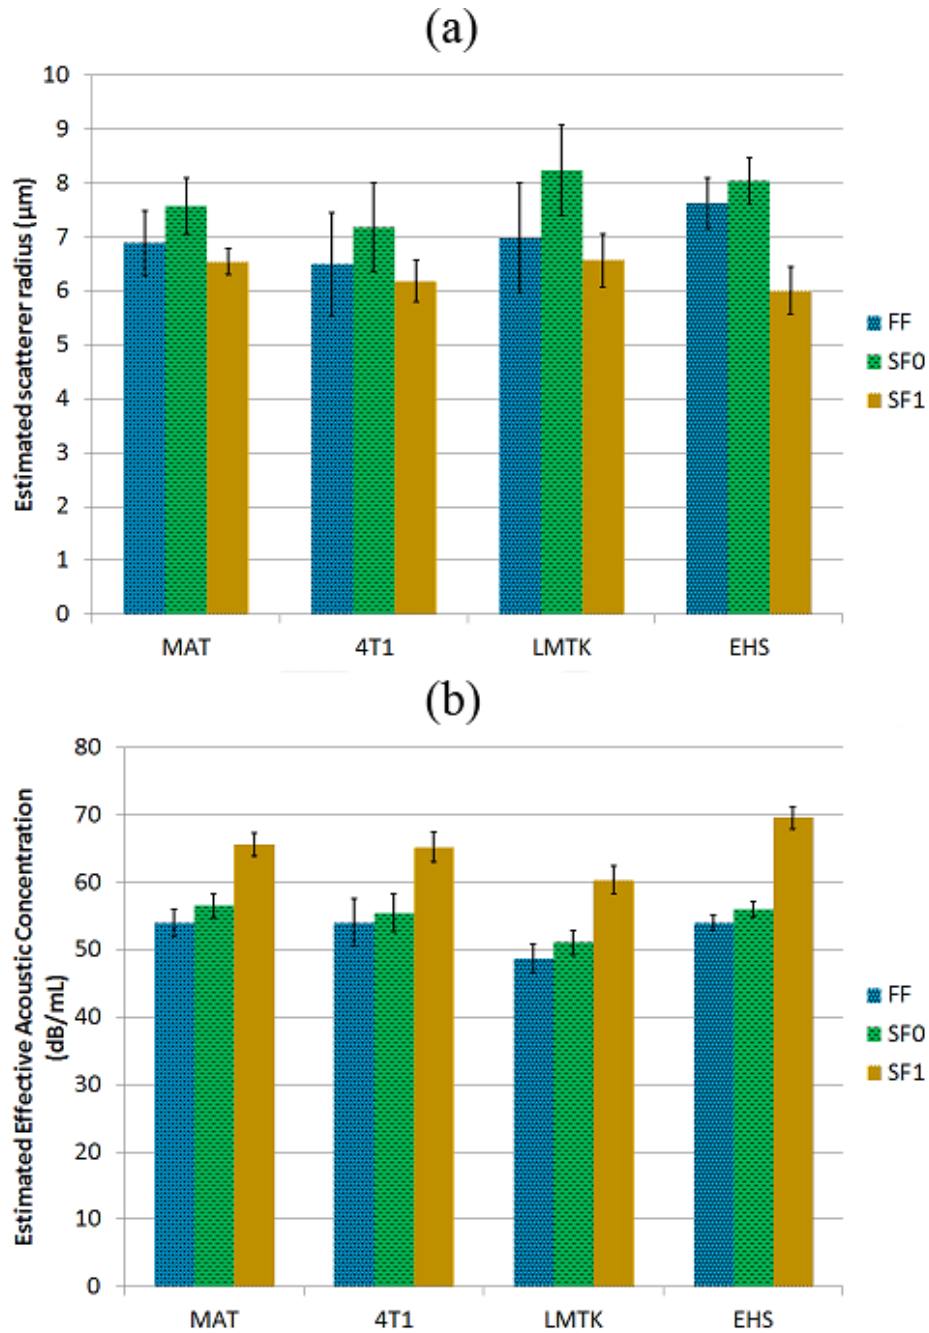 (a)
Estimated scatterer radius (μm)
10
9
8
7
6
5
4
3
2
1
0
MAT 4T1 LMTK EHS
FF
SF0
SF1
(b)
Estimated Effective Acoustic Concentration
(dB/mL)
80
70
60
50
40
30
20
10
0
MAT 4T1 LMTK EHS
FF
SF0
SF1